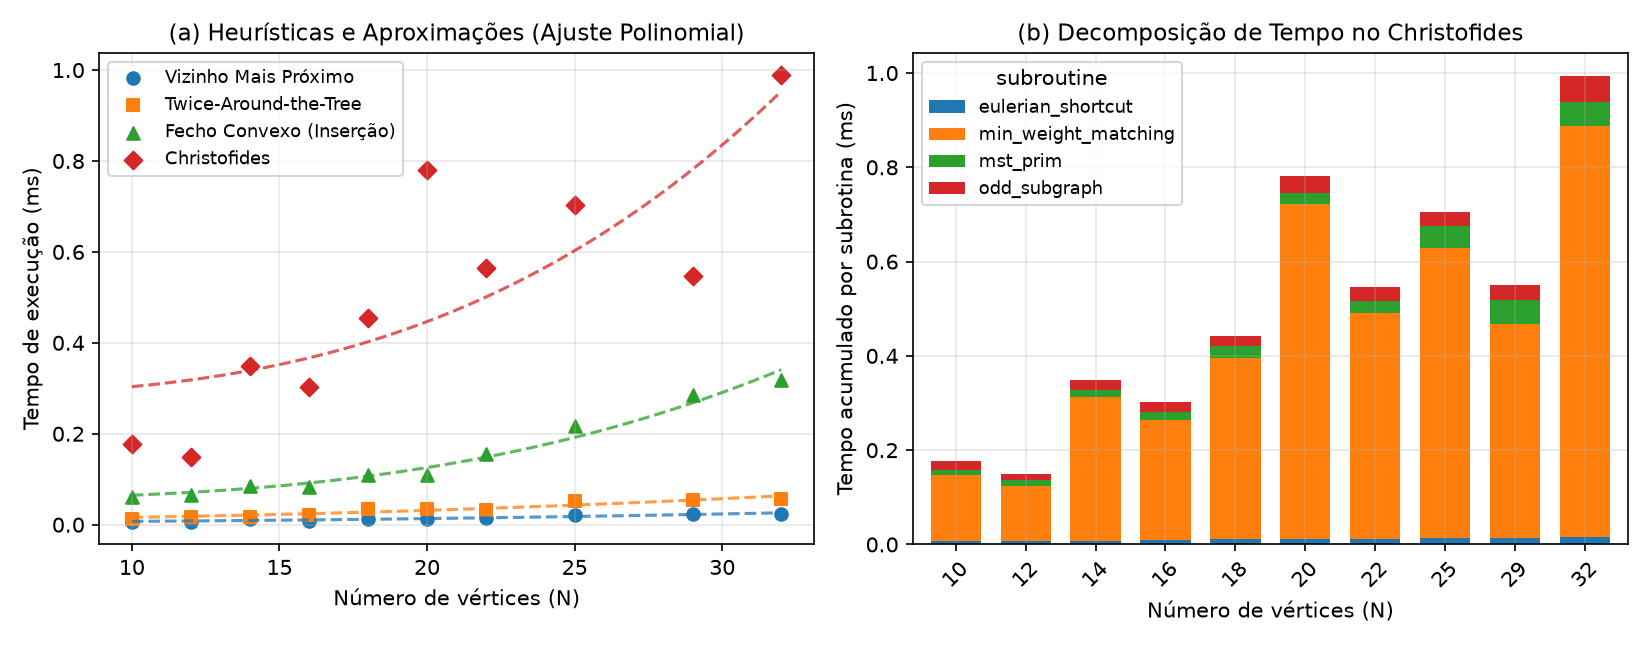 (a) Heurísticas e Aproximações (Ajuste Polinomial)
Tempo de execução (ms)
1.0
0.8
0.6
0.4
0.2
0.0
Vizinho Mais Próximo
Twice-Around-the-Tree
Fecho Convexo (Inserção)
Christofides
10 15 20 25 30
Número de vértices (N)
(b) Decomposição de Tempo no Christofides
Tempo acumulado por subrotina (ms)
1.0
0.8
0.6
0.4
0.2
0.0
subroutine
eulerian_shortcut
min_weight_matching
mst_prim
odd_subgraph
10 12 14 16 18 20 22 25 29 32
Número de vértices (N)